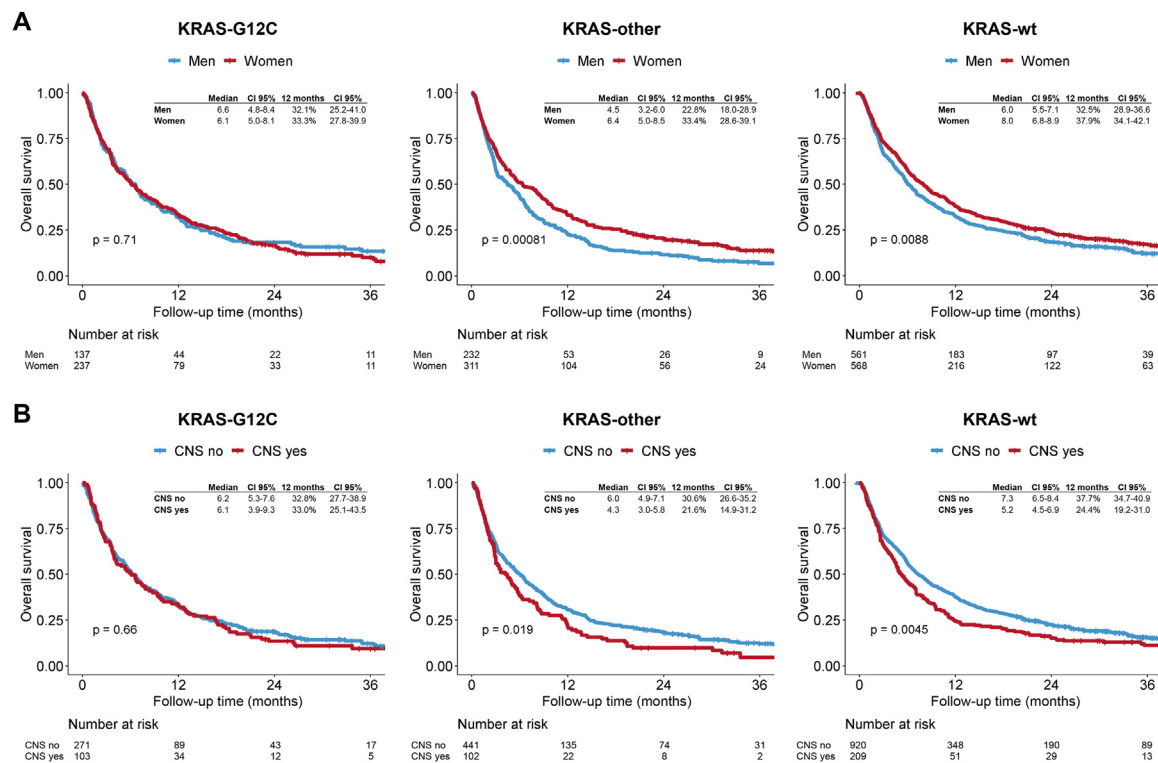 A
KRAS-G12C KRAS-other KRAS-wt
Men Women Men Women Men Women
Overall survival
1.00
0.75
0.50
0.25
0.00
Median CI 95% 12 months CI 95%
Men 6.6 4.8-8.4 32.1% 25.2-41.0
Women 6.1 5.0-8.1 33.3% 27.8-39.9
p = 0.71
0 12 24 36
Follow-up time (months)
Number at risk
Men 137 44 22 11
Women 237 79 33 11
Overall survival
1.00
0.75
0.50
0.25
0.00
Median CI 95% 12 months CI 95%
Men 4.5 3.2-6.0 22.8% 18.0-28.9
Women 6.4 5.0-8.5 33.4% 28.6-39.1
p = 0.00081
0 12 24 36
Follow-up time (months)
Number at risk
Men 232 53 26 9
Women 311 104 56 24
Overall survival
1.00
0.75
0.50
0.25
0.00
Median CI 95% 12 months CI 95%
Men 6.0 5.5-7.1 32.5% 28.9-36.6
Women 8.0 6.8-8.9 37.9% 34.1-42.1
p = 0.0088
0 12 24 36
Follow-up time (months)
Number at risk
Men 561 183 97 39
Women 568 216 122 63
B
KRAS-G12C KRAS-other KRAS-wt
CNS no CNS yes CNS no CNS yes CNS no CNS yes
Overall survival
1.00
0.75
0.50
0.25
0.00
Median CI 95% 12 months CI 95%
CNS no 6.2 5.3-7.6 32.8% 27.7-38.9
CNS yes 6.1 3.9-9.3 33.0% 25.1-43.5
p = 0.66
0 12 24 36
Follow-up time (months)
Number at risk
CNS no 271 89 43 17
CNS yes 103 34 12 5
Overall survival
1.00
0.75
0.50
0.25
0.00
Median CI 95% 12 months CI 95%
CNS no 6.0 4.9-7.1 30.6% 26.6-35.2
CNS yes 4.3 3.0-5.8 21.6% 14.9-31.2
p = 0.019
0 12 24 36
Follow-up time (months)
Number at risk
CNS no 441 135 74 31
CNS yes 102 22 8 2
Overall survival
1.00
0.75
0.50
0.25
0.00
Median CI 95% 12 months CI 95%
CNS no 7.3 6.5-8.4 37.7% 34.7-40.9
CNS yes 5.2 4.5-6.9 24.4% 19.2-31.0
p = 0.0045
0 12 24 36
Follow-up time (months)
Number at risk
CNS no 920 348 190 89
CNS yes 209 51 29 13